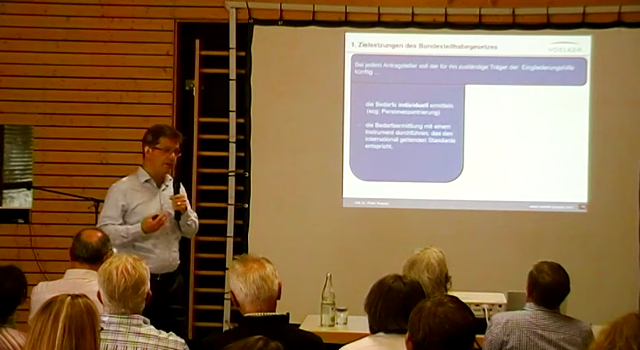 1. Zielsetzungen des Bundesteilhabegesetzes
Bei jedem Antragsteller soll der für ihn zuständige Träger der Eingliederungshilfe
künftig ...
die Bedarfe individuell ermitteln
(sog. Personenzentrierung)
die Bedarfsermittlung mit einem
Instrument durchführen, das den
international geltenden Standards
entspricht.